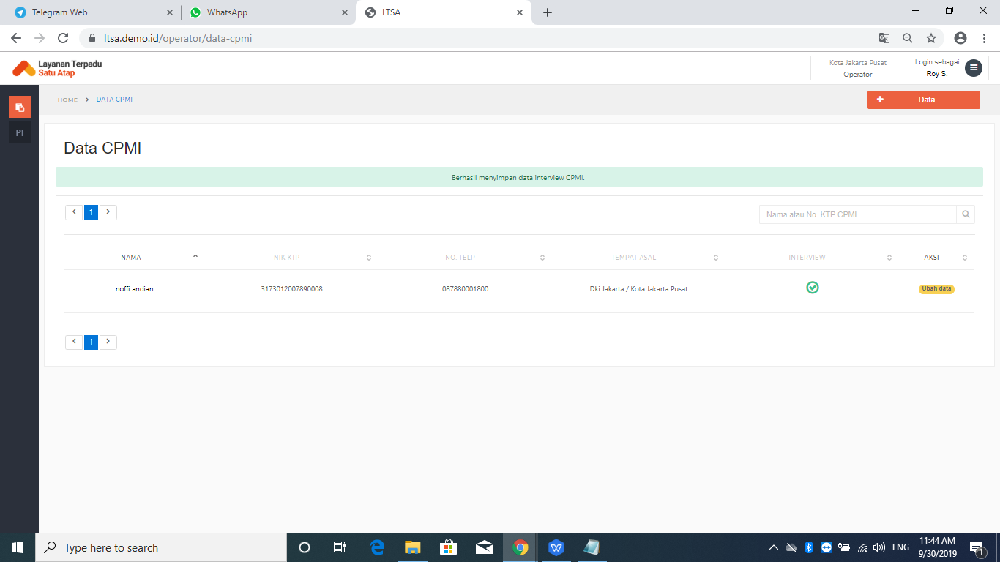 Telegram Web
WhatsApp
LTSA
ltsa.demo.id/operator/data-cpmi
Layanan Terpadu
Satu Atap
Kota Jakarta Pusat
Operator
Login sebagai
Roy S.
HOME > DATA CPMI
Data
PI
Data CPMI
Berhasil menyimpan data interview CPMI.
1
Nama atau No. KTP CPMI
NAMA NIK KTP NO. TELP TEMPAT ASAL INTERVIEW AKSI
noffi andian 3173012007890008 087880001800 Dki Jakarta / Kota Jakarta Pusat Ubah data
1
Type here to search
ENG
11:44 AM
9/30/2019
1